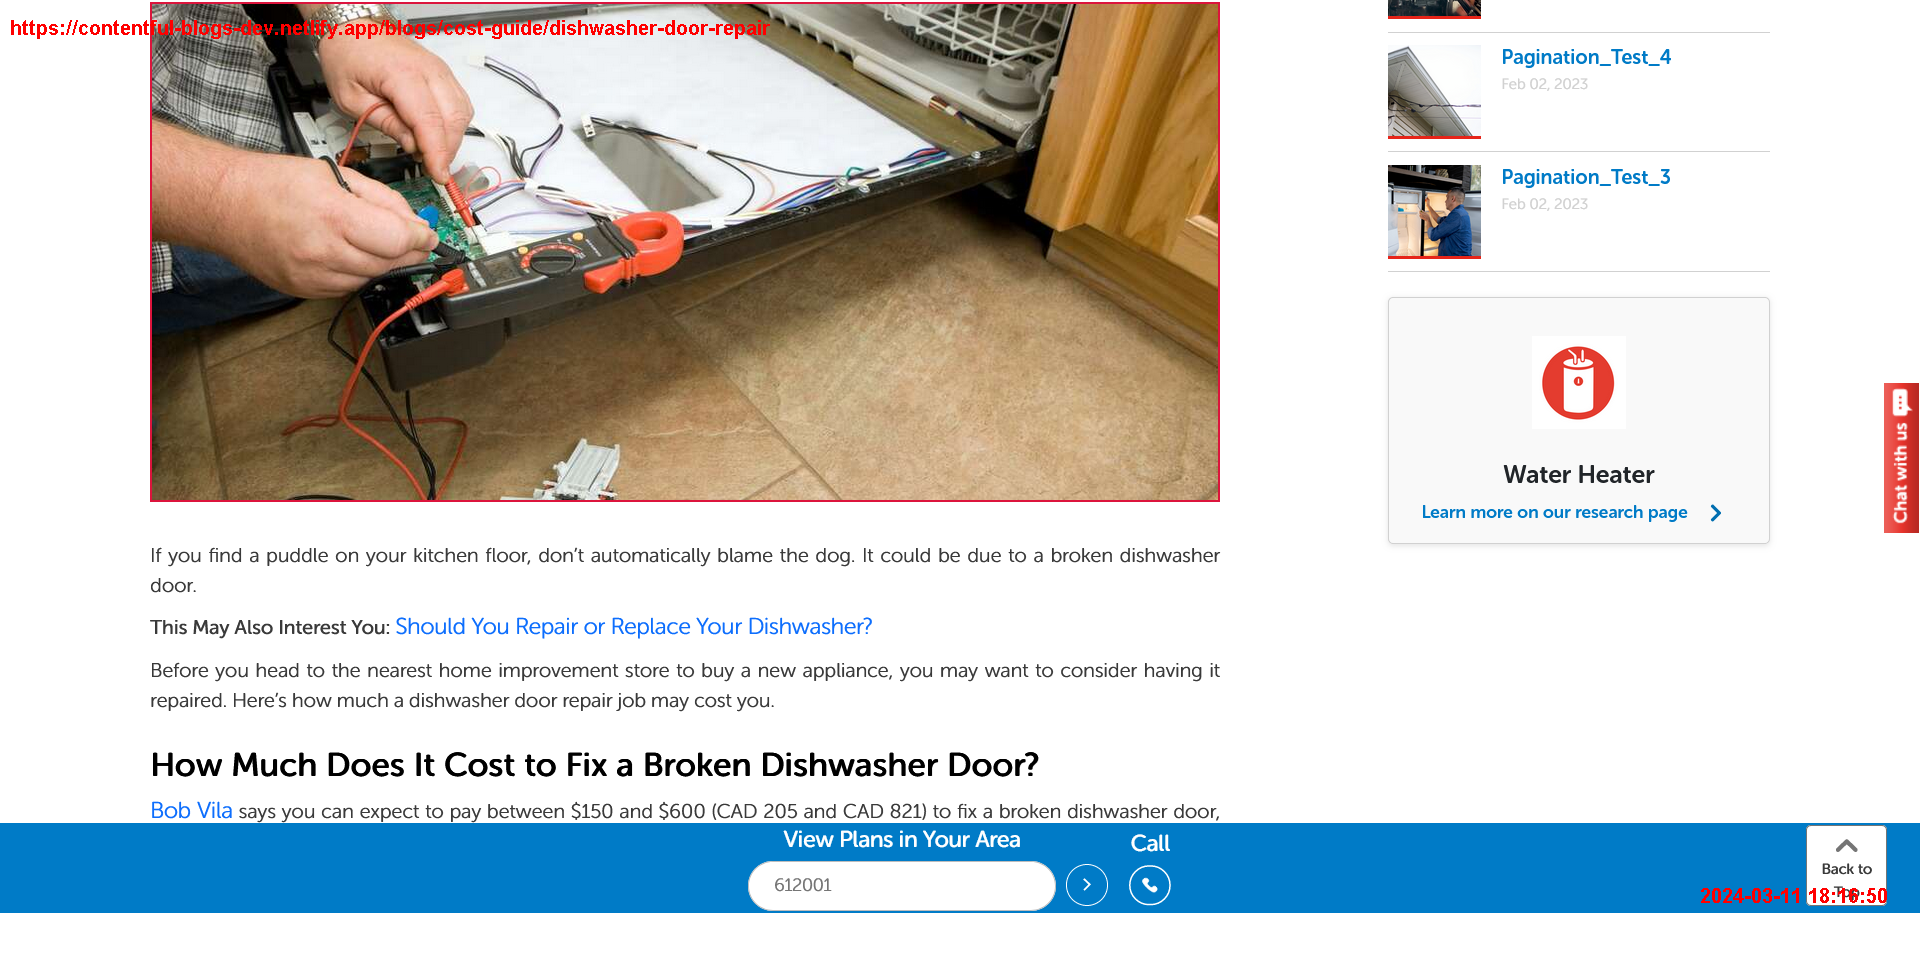 https://contentful-blogs-dev.netlify.app/blogs/cost-guide/dishwasher-door-repair
Pagination_Test_4
Feb 02, 2023
Pagination_Test_3
Feb 02, 2023
Water Heater
Learn more on our research page
Chat with us
If you find a puddle on your kitchen floor, don’t automatically blame the dog. It could be due to a broken dishwasher
door.
This May Also Interest You: Should You Repair or Replace Your Dishwasher?
Before you head to the nearest home improvement store to buy a new appliance, you may want to consider having it
repaired. Here’s how much a dishwasher door repair job may cost you.
How Much Does It Cost to Fix a Broken Dishwasher Door?
Bob Vila says you can expect to pay between $150 and $600 (CAD 205 and CAD 821) to fix a broken dishwasher door,
View Plans in Your Area
Call
612001
Back to
Top
2024-03-11 18:16:50